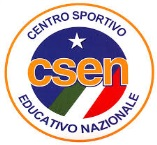 CENTRO SPORTIVO
csen
EDUCATIVO NAZIONALE